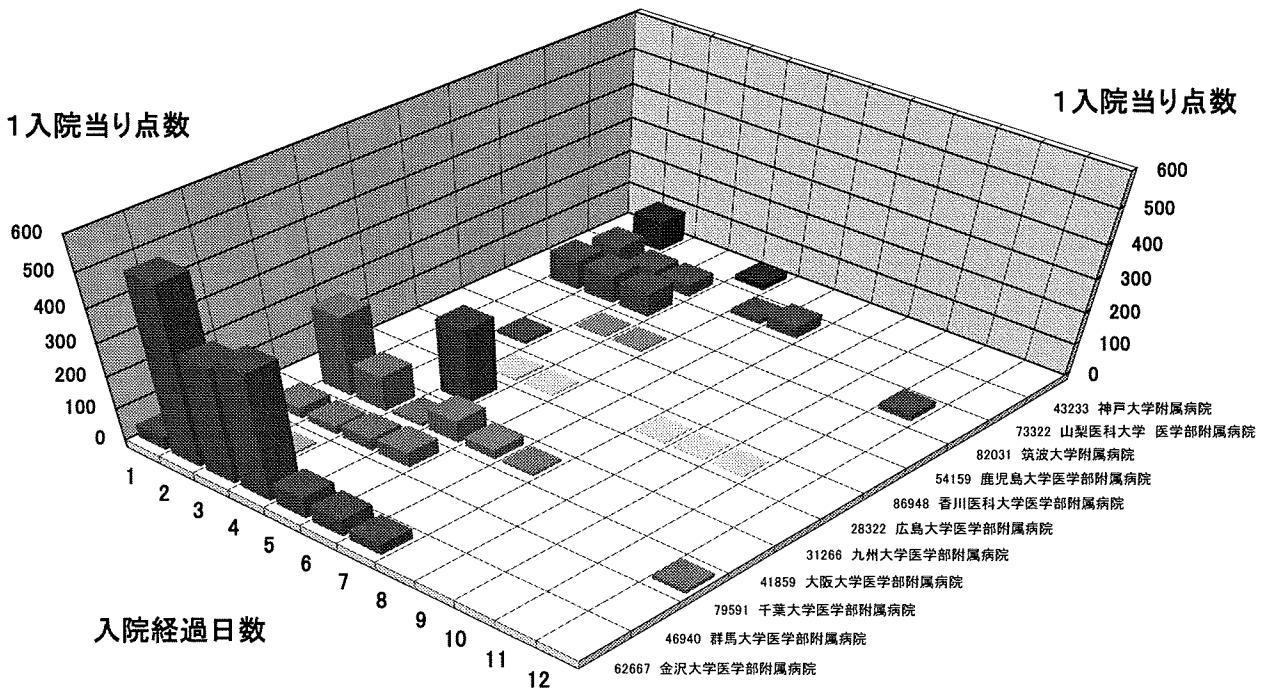 1入院当り点数
1入院当り点数
600
500
400
300
200
100
0
600
500
400
300
200
100
0
1
2
3
4
5
6
7
8
9
10
11
12
入院経過日数
43233 神戸大学附属病院
73322 山梨医科大学 医学部附属病院
82031 筑波大学附属病院
54159 鹿児島大学医学部附属病院
86948 香川医科大学医学部附属病院
28322 広島大学医学部附属病院
31266 九州大学医学部附属病院
41859 大阪大学医学部附属病院
79591 千葉大学医学部附属病院
46940 群馬大学医学部附属病院
62667 金沢大学医学部附属病院